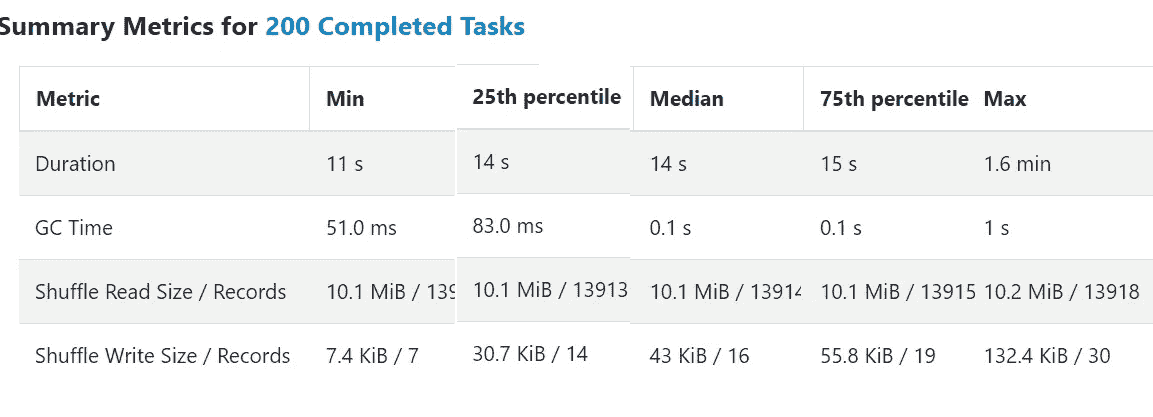 Summary Metrics for 200 Completed Tasks
Metric Min 25th percentile Median 75th percentile Max
Duration 11 s 14 s 14 s 15 s 1.6 min
GC Time 51.0 ms 83.0 ms 0.1 s 0.1 s 1 s
Shuffle Read Size / Records 10.1 MiB / 139 10.1 MiB / 13913 10.1 MiB / 13914 10.1 MiB / 13915 10.2 MiB / 13918
Shuffle Write Size / Records 7.4 KiB / 7 30.7 KiB / 14 43 KiB / 16 55.8 KiB / 19 132.4 KiB / 30